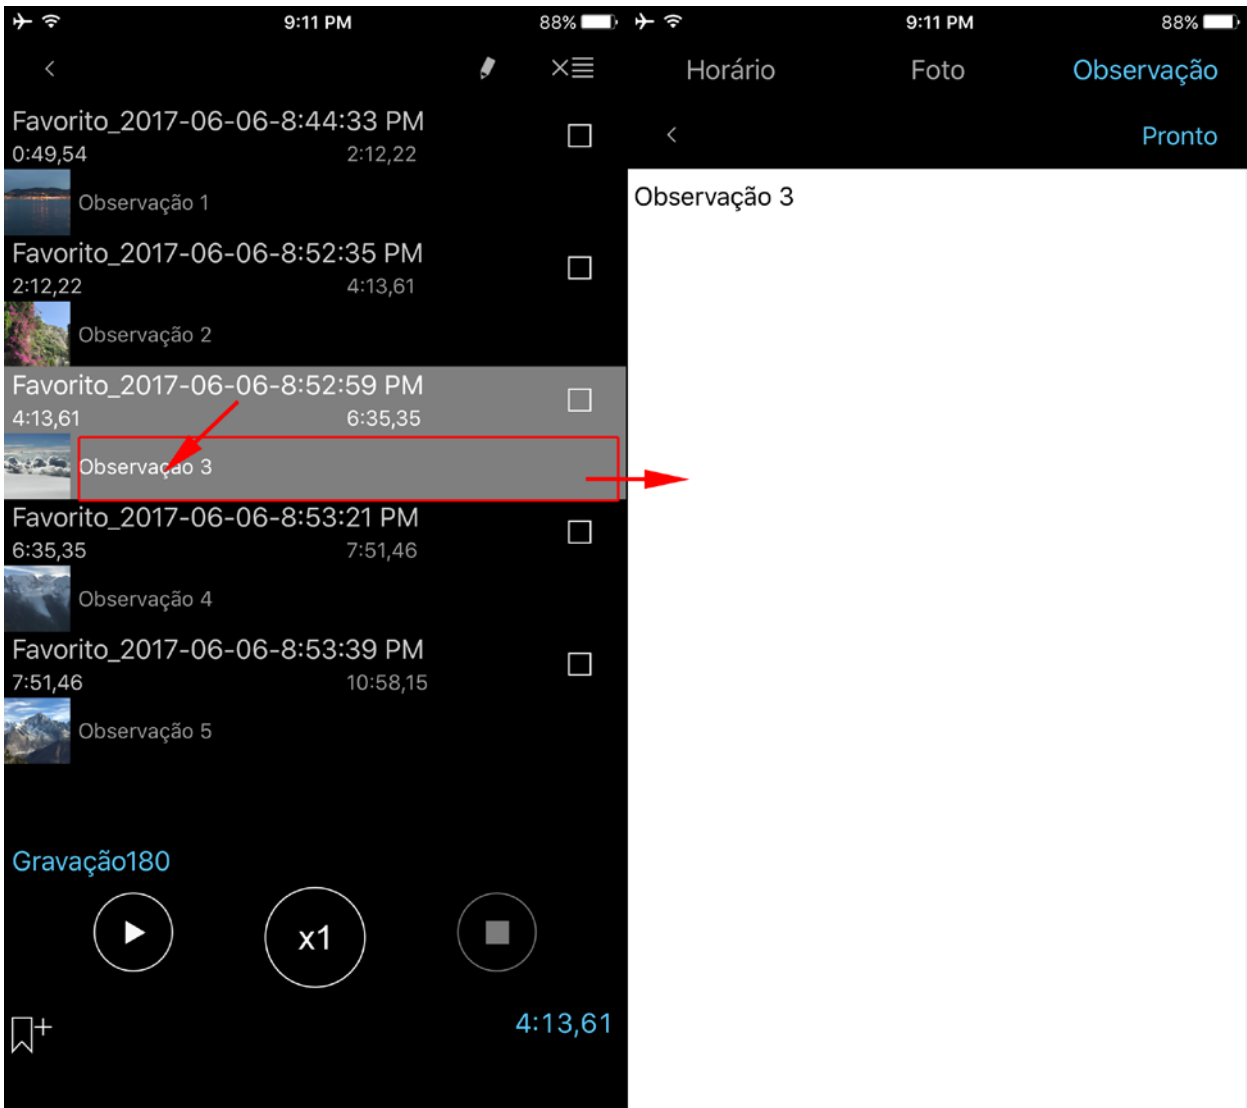 9:11 PM
88%
Favorito_2017-06-06-8:44:33 PM
0:49,54 2:12,22
Observação 1
Favorito_2017-06-06-8:52:35 PM
2:12,22 4:13,61
Observação 2
Favorito_2017-06-06-8:52:59 PM
4:13,61 6:35,35
Observação 3
Favorito_2017-06-06-8:53:21 PM
6:35,35 7:51,46
Observação 4
Favorito_2017-06-06-8:53:39 PM
7:51,46 10:58,15
Observação 5
Gravação180
x1
4:13,61
9:11 PM
88%
Horário Foto Observação
Pronto
Observação 3